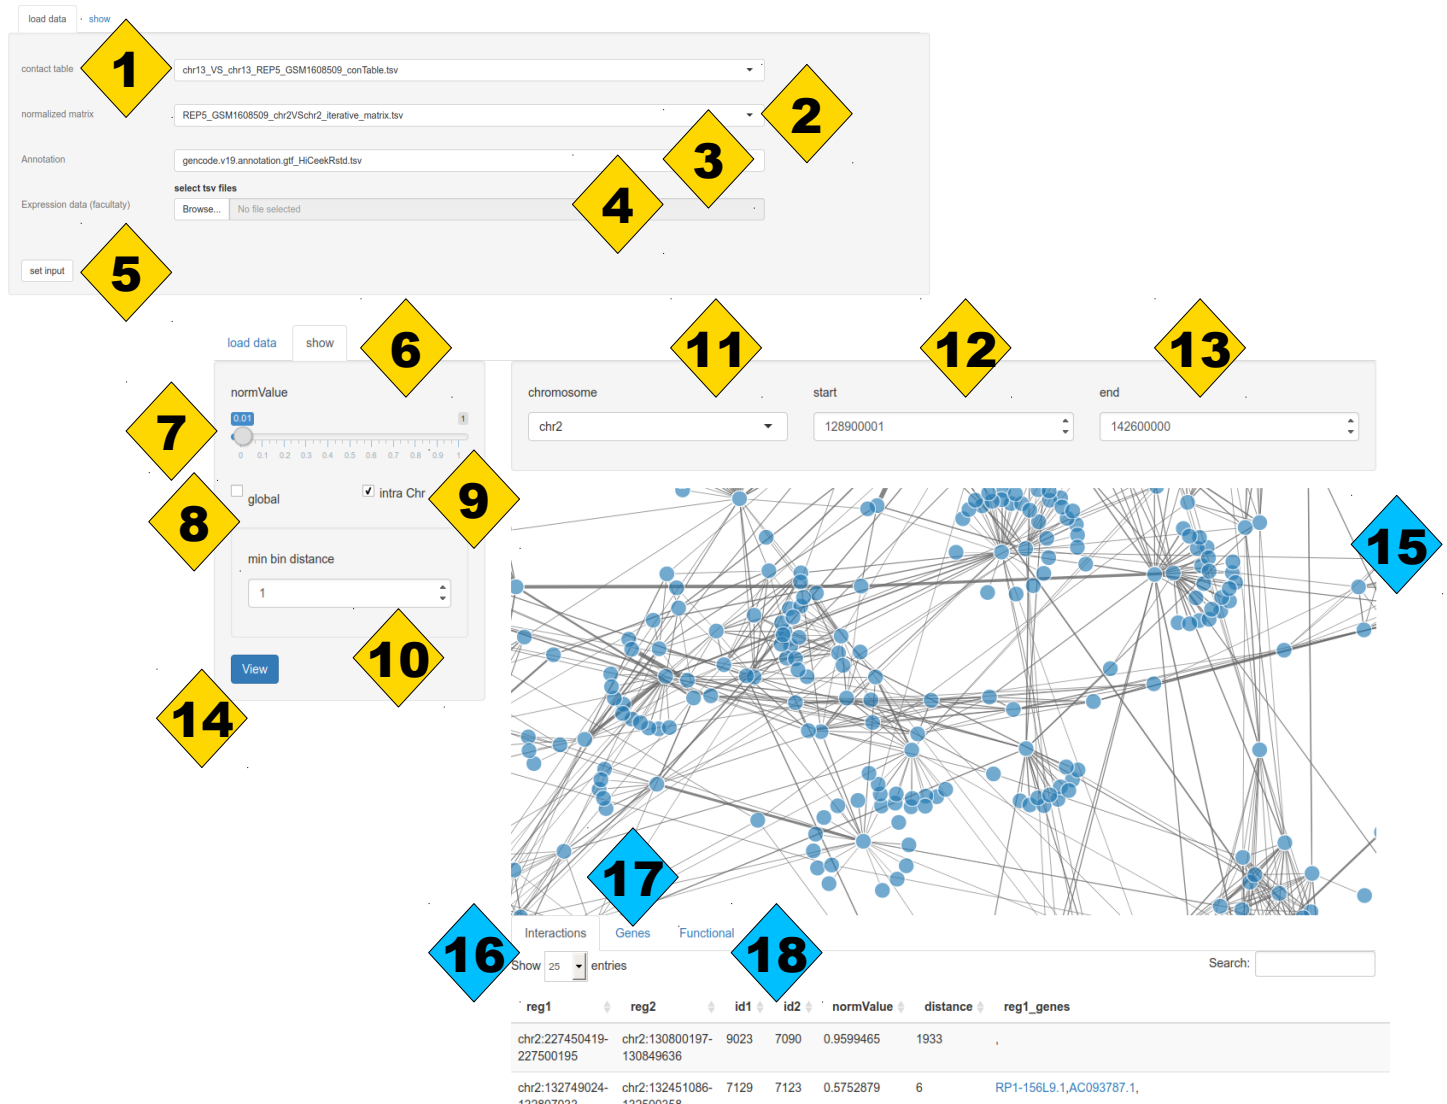 load data show
1
contact table chr13_VS_chr13_REP5_GSM1608509_conTable.tsv
2
normalized matrix REP5_GSM1608509_chr2VSchr2_iterative_matrix.tsv
3
Annotation gencode.v19.annotation.gtf_HiCeekRstd.tsv
select tsv files
4
Expression data (facultaty) Browse... No file selected
5
set input
load data show 6 11 12 13
normValue chromosome start end
7
0.01 1
chr2 128900001 142600000
0 0.1 0.2 0.3 0.4 0.5 0.6 0.7 0.8 0.9 1
8 global intra Chr 9
15
min bin distance
1
10
View
14
17
16 Interactions Genes Functional 18
Show 25 entries Search:
reg1 reg2 id1 id2 normValue distance reg1_genes
chr2:227450419- chr2:130800197- 9023 7090 0.9599465 1933 ,
227500195 130849636
chr2:132749024- chr2:132451086- 7129 7123 0.5752879 6 RP1-156L9.1,AC093787.1,
132807033 132500358